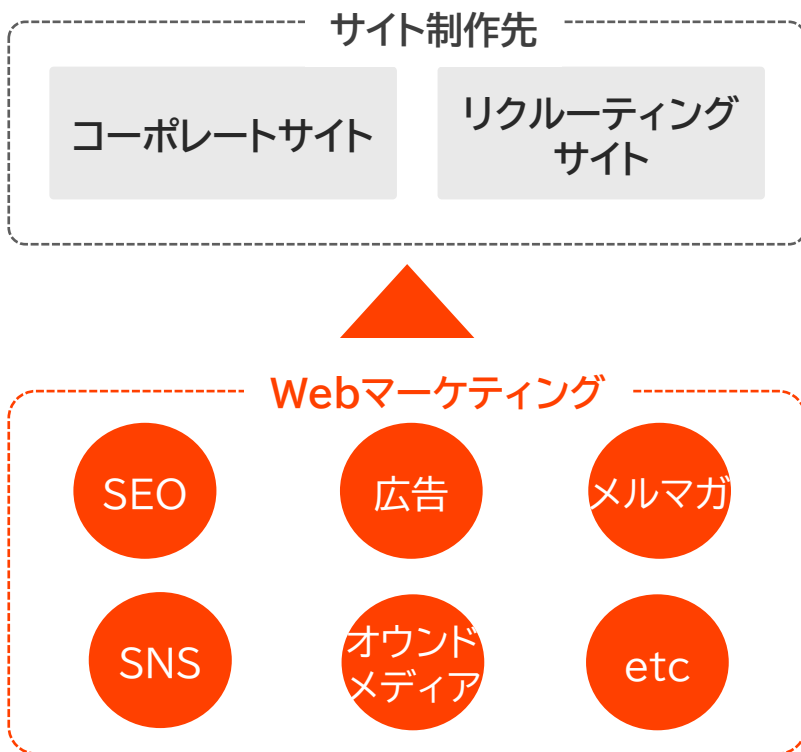 サイト制作先
コーポレートサイト
リクルーティング
サイト
Webマーケティング
SEO
広告
メルマガ
SNS
オウンド
メディア
etc